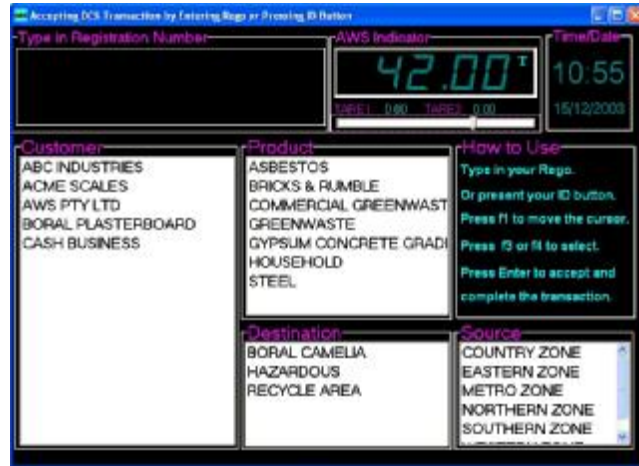 Accepting DCS Transaction by Entering Rego or Pressing ID Button
Type in Registration Number
AWS Indicator
42.00 T
TARE1 0.00 TARE2 0.00
Time/Date
10:55
15/12/2003
Customer
ABC INDUSTRIES
ACME SCALES
AWS PTY LTD
BORAL PLASTERBOARD
CASH BUSINESS
Product
ASBESTOS
BRICKS & RUMBLE
COMMERCIAL GREENWAST
GREENWASTE
GYPSUM CONCRETE GRADI
HOUSEHOLD
STEEL
How to Use
Type in your Rego.
Or present your ID button.
Press f1 to move the cursor.
Press f3 or f4 to select.
Press Enter to accept and
complete the transaction.
Destination
BORAL CAMELIA
HAZARDOUS
RECYCLE AREA
Source
COUNTRY ZONE
EASTERN ZONE
METRO ZONE
NORTHERN ZONE
SOUTHERN ZONE